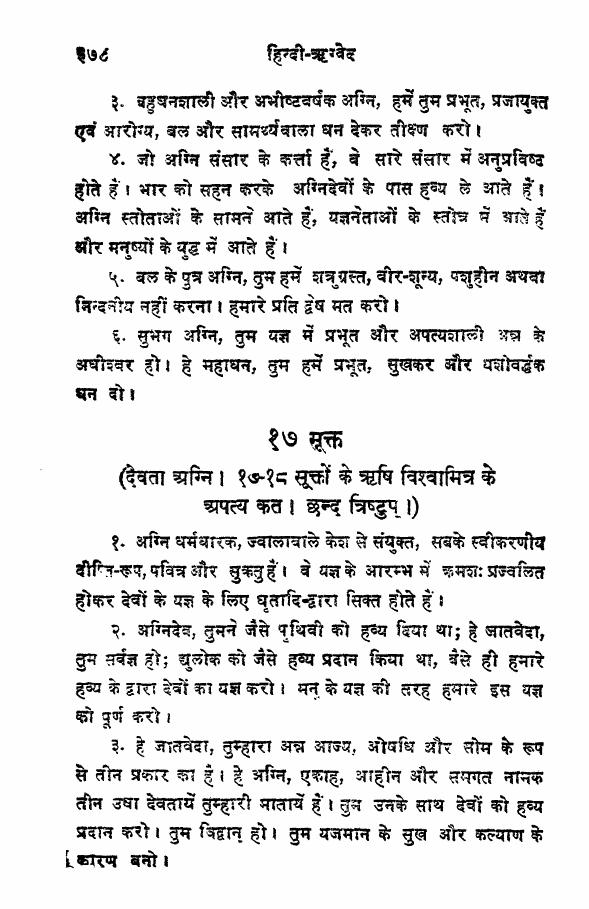 ३७८ हिन्दी-ऋग्वेद
३. बहुधनशाली और अभीष्टवर्षक अग्नि, हमें तुम प्रभूत, प्रजायुक्त
एवं आरोग्य, बल और सामर्थ्यवाला धन देकर तीक्ष्ण करो।
४. जो अग्नि संसार के कर्त्ता हैं, वे सारे संसार में अनुप्रविष्ट
होते हैं। भार को सहन करके अग्निदेवों के पास हव्य ले आते हैं।
अग्नि स्तोताओं के सामने आते हैं, यज्ञनेताओं के स्तोत्र में आते हैं
और मनुष्यों के युद्ध में आते हैं।
५. बल के पुत्र अग्नि, तुम हमें शत्रुग्रस्त, वीर-शून्य, पशुहीन अथवा
निन्दनीय नहीं करना। हमारे प्रति द्वेष मत करो।
६. सुभग अग्नि, तुम यज्ञ में प्रभूत और अपत्यशाली अन्न के
अधीश्वर हो। हे महाधन, तुम हमें प्रभूत, सुखकर और यशोवर्द्धक
धन दो।
१७ सूक्त
(देवता अग्नि। १७-१८ सूक्तों के ऋषि विश्वामित्र के
अपत्य कत। छन्द त्रिष्टुप्।)
१. अग्नि धर्मधारक, ज्वालावाले केश से संयुक्त, सबके स्वीकरणीय
दीप्ति-रूप, पवित्र और सुक्रतु हैं। वे यज्ञ के आरम्भ में क्रमशः प्रज्वलित
होकर देवों के यज्ञ के लिए घृतादि-द्वारा सिक्त होते हैं।
२. अग्निदेव, तुमने जैसे पृथिवी को हव्य दिया था; हे जातवेदा,
तुम सर्वज्ञ हो; द्युलोक को जैसे हव्य प्रदान किया था, वैसे ही हमारे
हव्य के द्वारा देवों का यज्ञ करो। मनु के यज्ञ की तरह हमारे इस यज्ञ
को पूर्ण करो।
३. हे जातवेदा, तुम्हारा अन्न आज्य, ओषधि और सोम के रूप
से तीन प्रकार का है। हे अग्नि, एकाह, आहीन और समगत नामक
तीन उषा देवतायें तुम्हारी मातायें हैं। तुम उनके साथ देवों को हव्य
प्रदान करो। तुम विद्वान् हो। तुम यजमान के सुख और कल्याण के
कारण बनो।